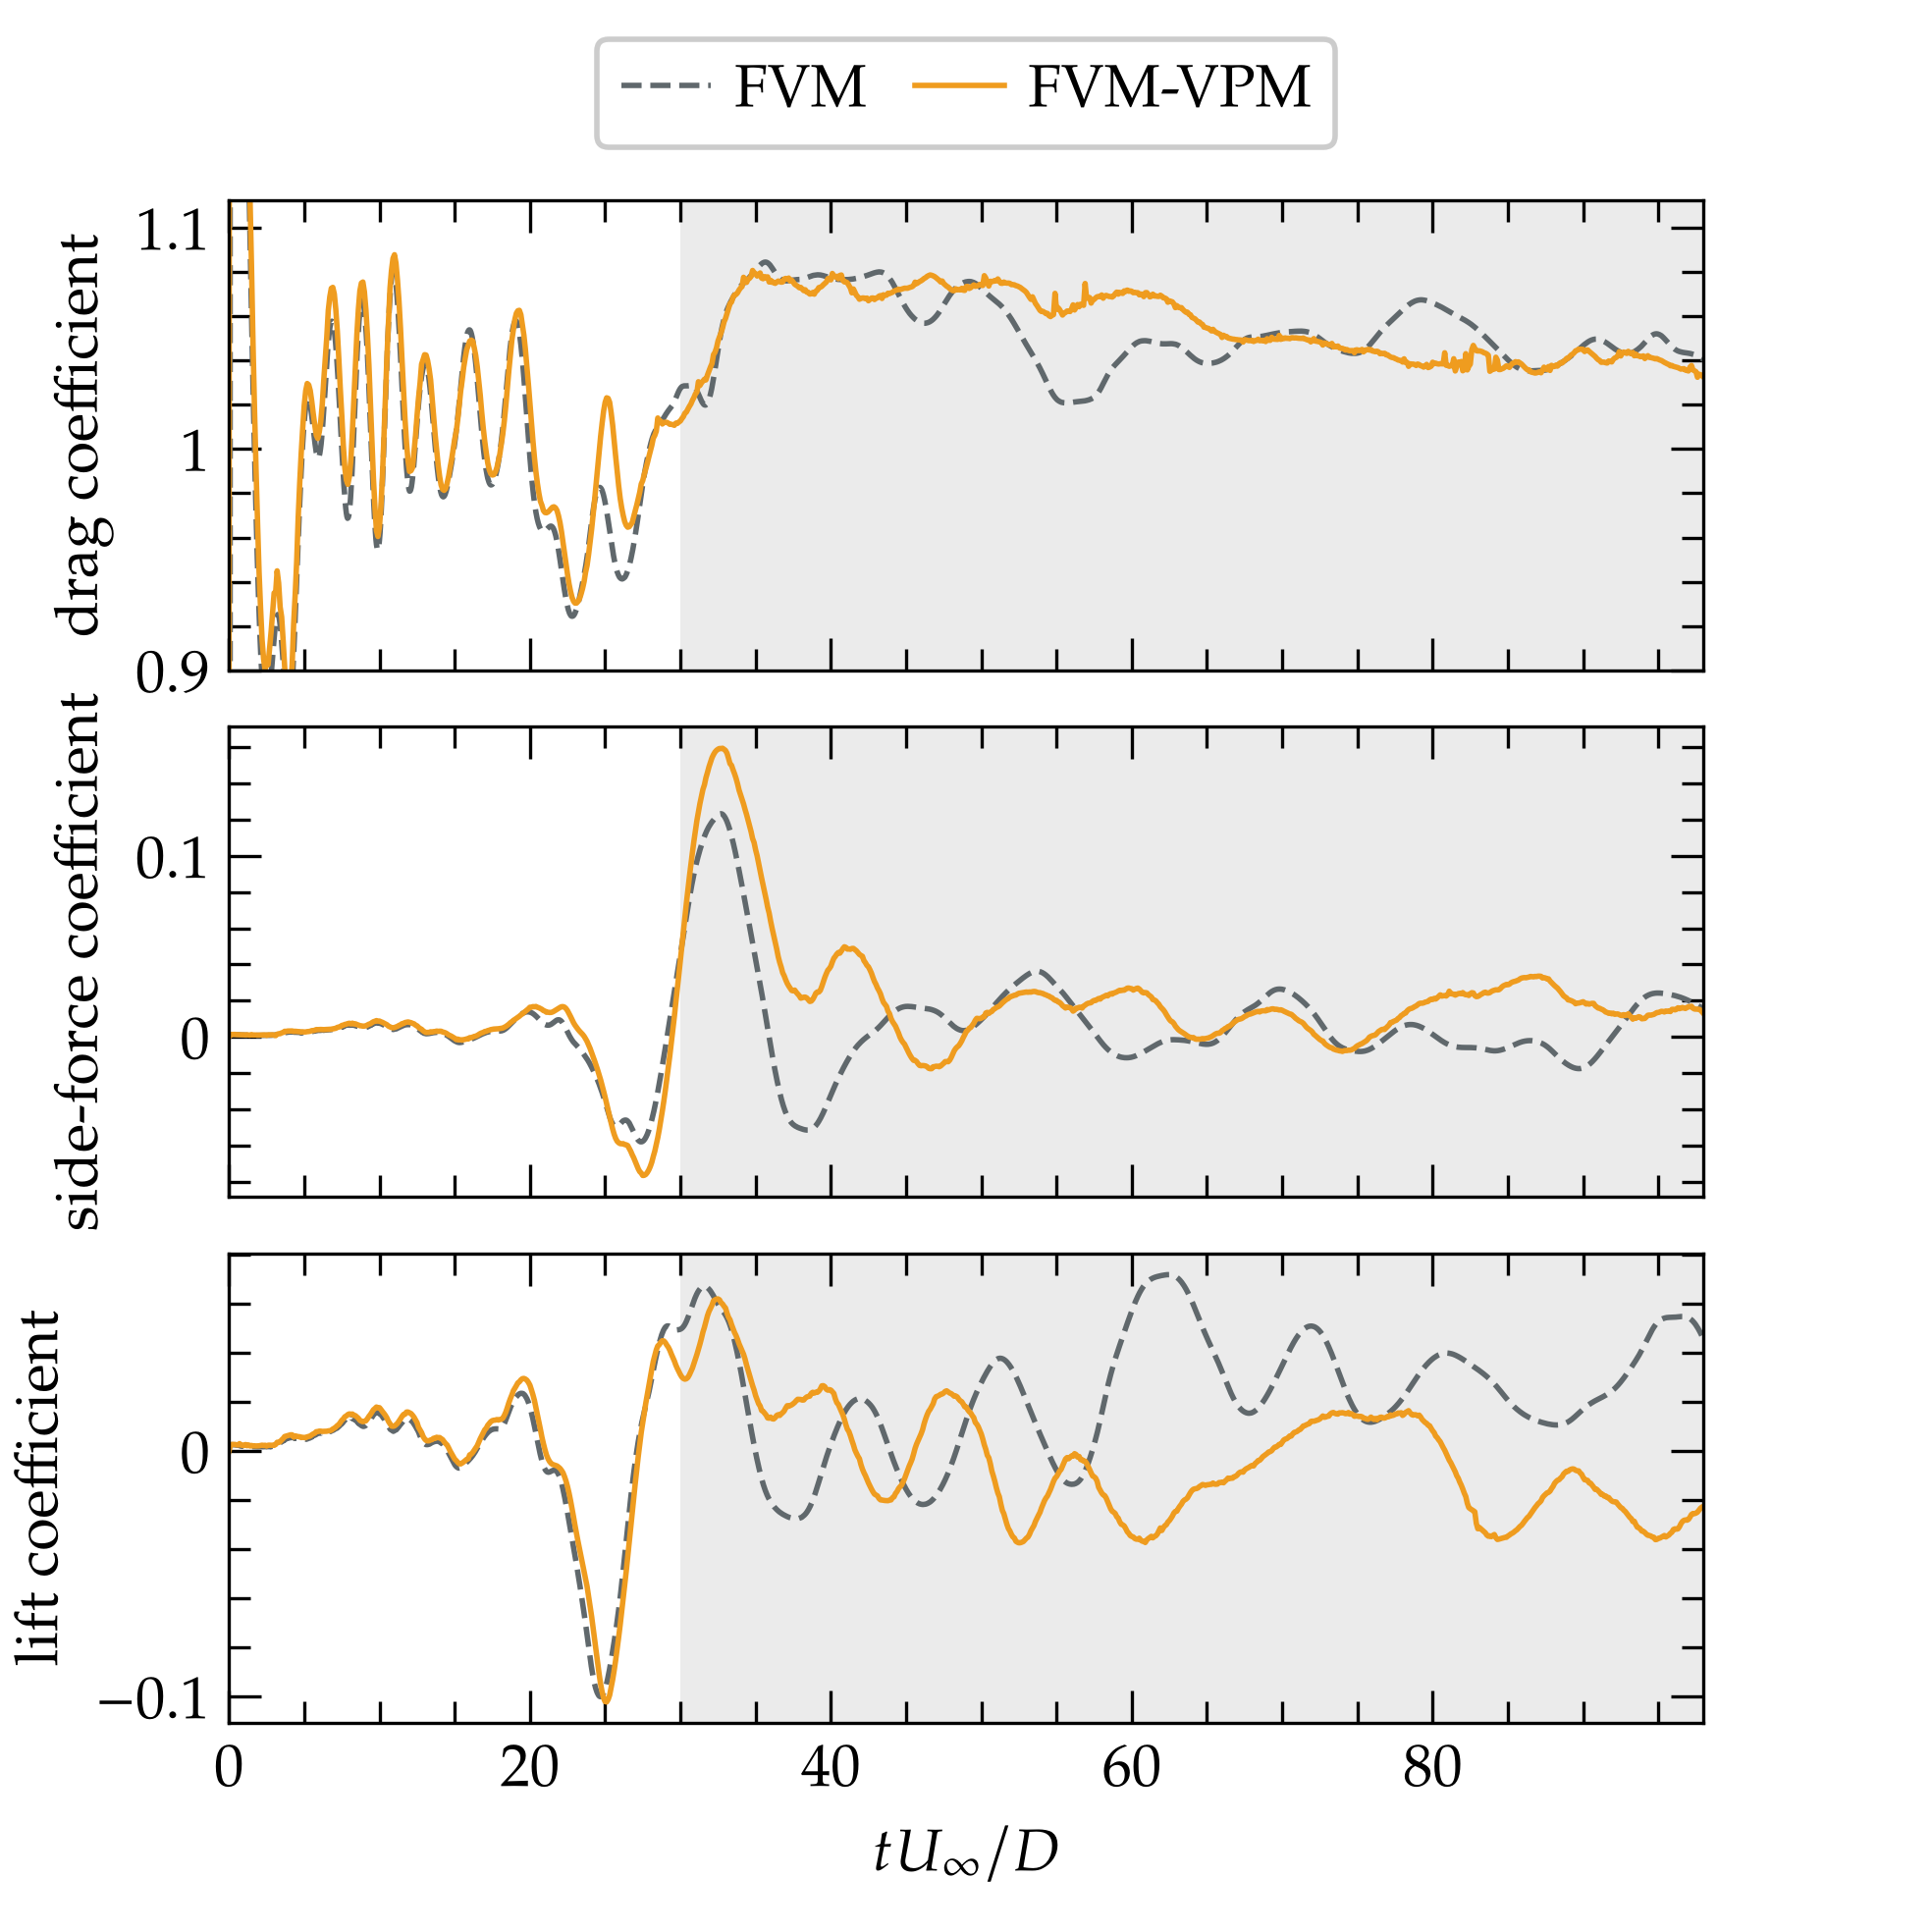 FVM FVM-VPM
drag coefficient
1.1
1
0.9
side-force coefficient
0.1
0
lift coefficient
0
−0.1
0 20 40 60 80
tU∞/D